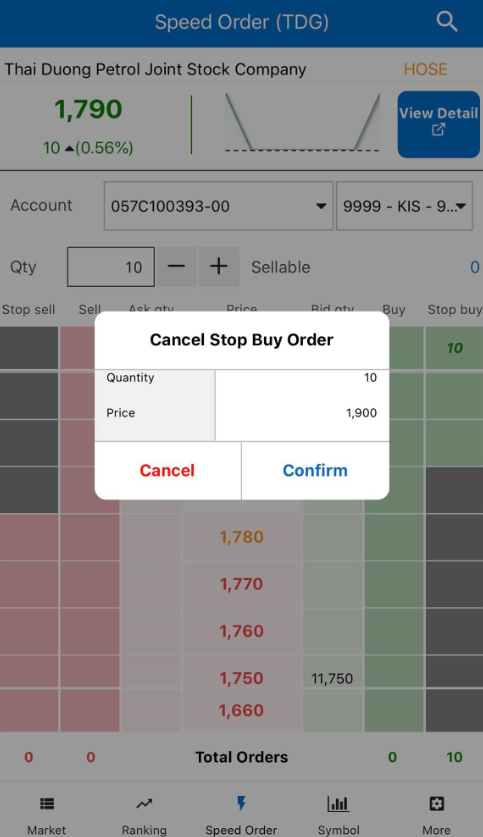 Speed Order (TDG)
Thai Duong Petrol Joint Stock Company HOSE
1,790
10 (0.56%)
View Detail
Account 057C100393-00 9999 - KIS - 9...
Qty 10 Sellable 0
Stop sell Sell Ask qty Price Bid qty Buy Stop buy
10
Cancel Stop Buy Order
Quantity 10
Price 1,900
Cancel Confirm
1,780
1,770
1,760
1,750 11,750
1,660
0 0 Total Orders 0 10
Market Ranking Speed Order Symbol More